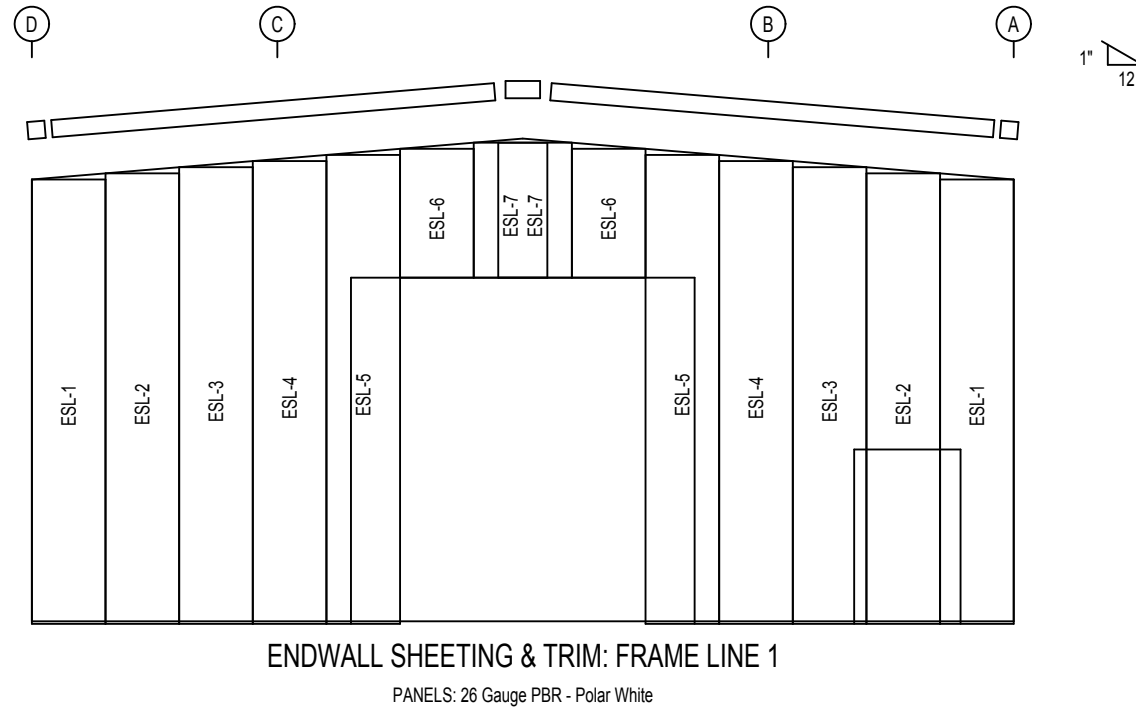 D C B A
1"
12
ESL-6 ESL-7 ESL-7 ESL-6
ESL-1 ESL-2 ESL-3 ESL-4 ESL-5 ESL-5 ESL-4 ESL-3 ESL-2 ESL-1
ENDWALL SHEETING & TRIM: FRAME LINE 1
PANELS: 26 Gauge PBR - Polar White